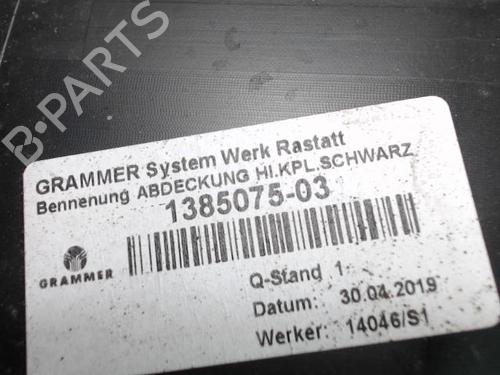 B-PARTS
GRAMMER System Werk Rastatt
Bennenung ABDECKUNG HI.KPL.SCHWARZ
1385075-03
GRAMMER
Q-Stand 1
Datum: 30.04.2019
Werker: 14046/S1